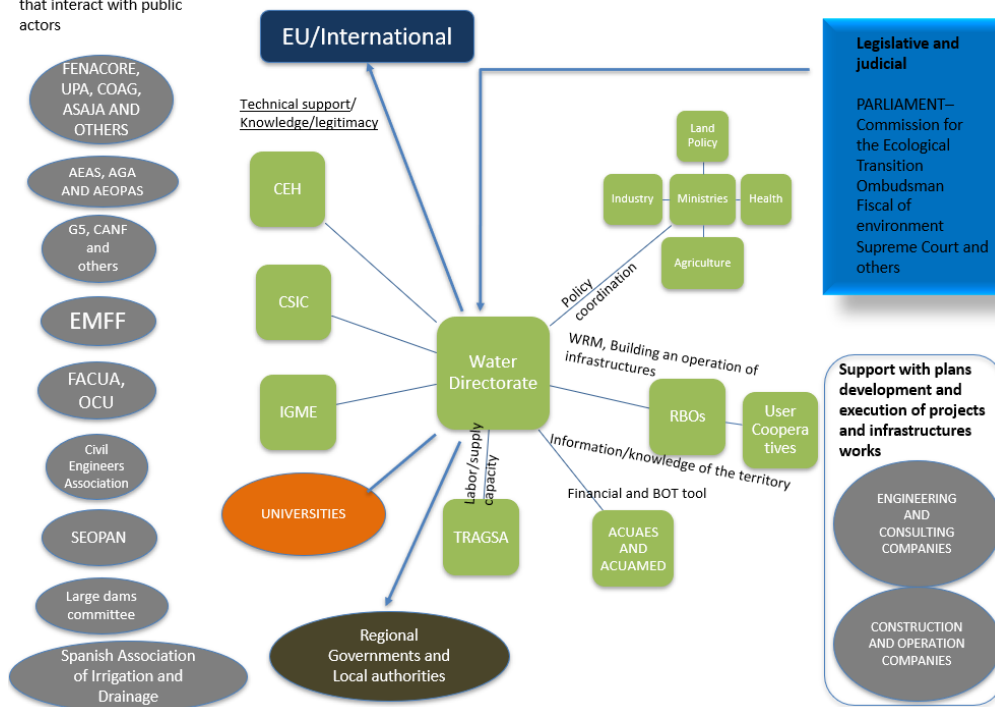 that interact with public
actors
FENACORE,
UPA, COAG,
ASAJA AND
OTHERS
AEAS, AGA
AND AEOPAS
G5, CANF
and
others
EMFF
FACUA,
OCU
Civil
Engineers
Association
SEOPAN
Large dams
committee
Spanish Association
of Irrigation and
Drainage
EU/International
Technical support/
Knowledge/legitimacy
CEH
CSIC
IGME
UNIVERSITIES
Water
Directorate
Labor/supply
capacity
TRAGSA
Regional
Governments and
Local authorities
Land
Policy
Industry
Ministries
Health
Agriculture
Policy
coordination
WRM, Building an operation of
infrastructures
RBOs
User
Coopera
tives
Information/knowledge of the territory
Financial and BOT tool
ACUAES
AND
ACUAMED
Legislative and
judicial
PARLIAMENT–
Commission for
the Ecological
Transition
Ombudsman
Fiscal of
environment
Supreme Court and
others
Support with plans
development and
execution of projects
and infrastructures
works
ENGINEERING
AND
CONSULTING
COMPANIES
CONSTRUCTION
AND OPERATION
COMPANIES